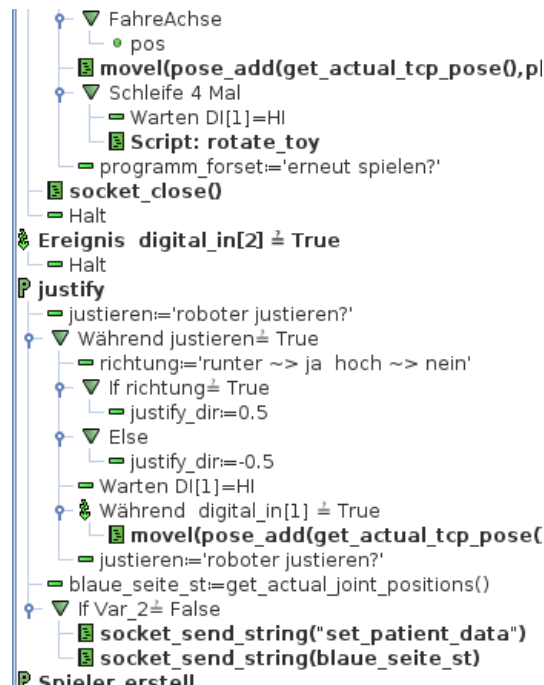 FahreAchse
pos
movel(pose_add(get_actual_tcp_pose(),p
Schleife 4 Mal
Warten DI[1]=HI
Script: rotate_toy
programm_forset≔'erneut spielen?'
socket_close()
Halt
Ereignis digital_in[2] ≟ True
Halt
P justify
justieren≔'roboter justieren?'
Während justieren≟ True
richtung≔'runter ~> ja hoch ~> nein'
If richtung≟ True
justify_dir≔0.5
Else
justify_dir≔-0.5
Warten DI[1]=HI
Während digital_in[1] ≟ True
movel(pose_add(get_actual_tcp_pose(
justieren≔'roboter justieren?'
blaue_seite_st≔get_actual_joint_positions()
If Var_2≟ False
socket_send_string("set_patient_data")
socket_send_string(blaue_seite_st)
P Spieler_erstell